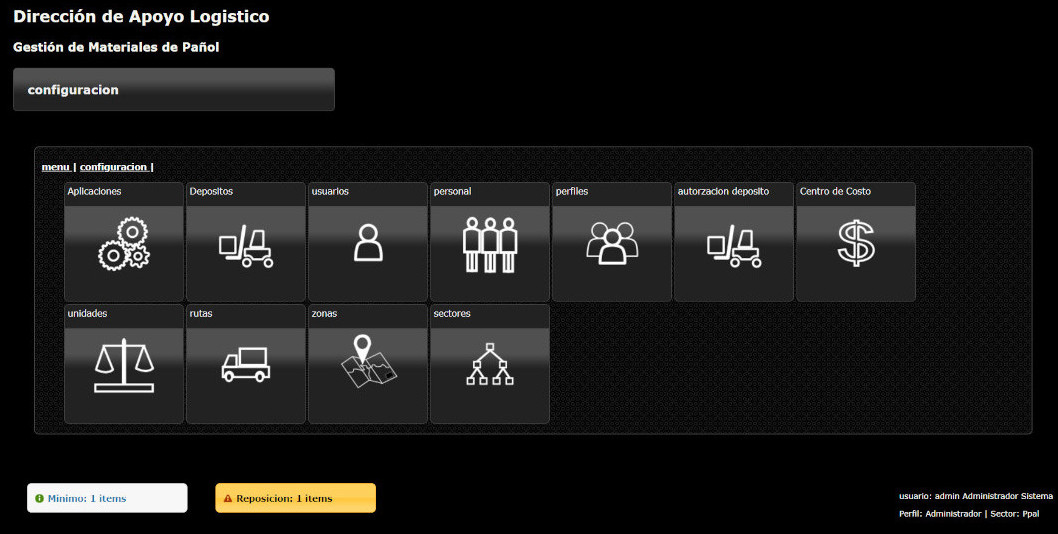 Dirección de Apoyo Logistico
Gestión de Materiales de Pañol
configuracion
menu | configuracion |
Aplicaciones
Depositos
usuarios
personal
perfiles
autorzacion deposito
Centro de Costo
unidades
rutas
zonas
sectores
Minimo: 1 items
Reposicion: 1 items
usuario: admin Administrador Sistema
Perfil: Administrador | Sector: Ppal